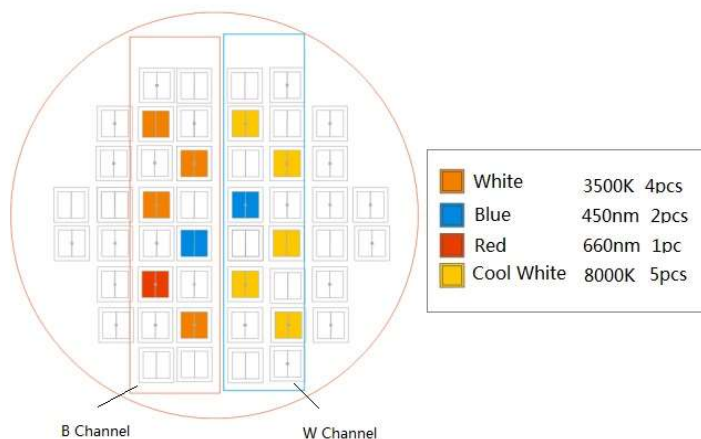 White 3500K 4pcs
Blue 450nm 2pcs
Red 660nm 1pc
Cool White 8000K 5pcs
B Channel
W Channel